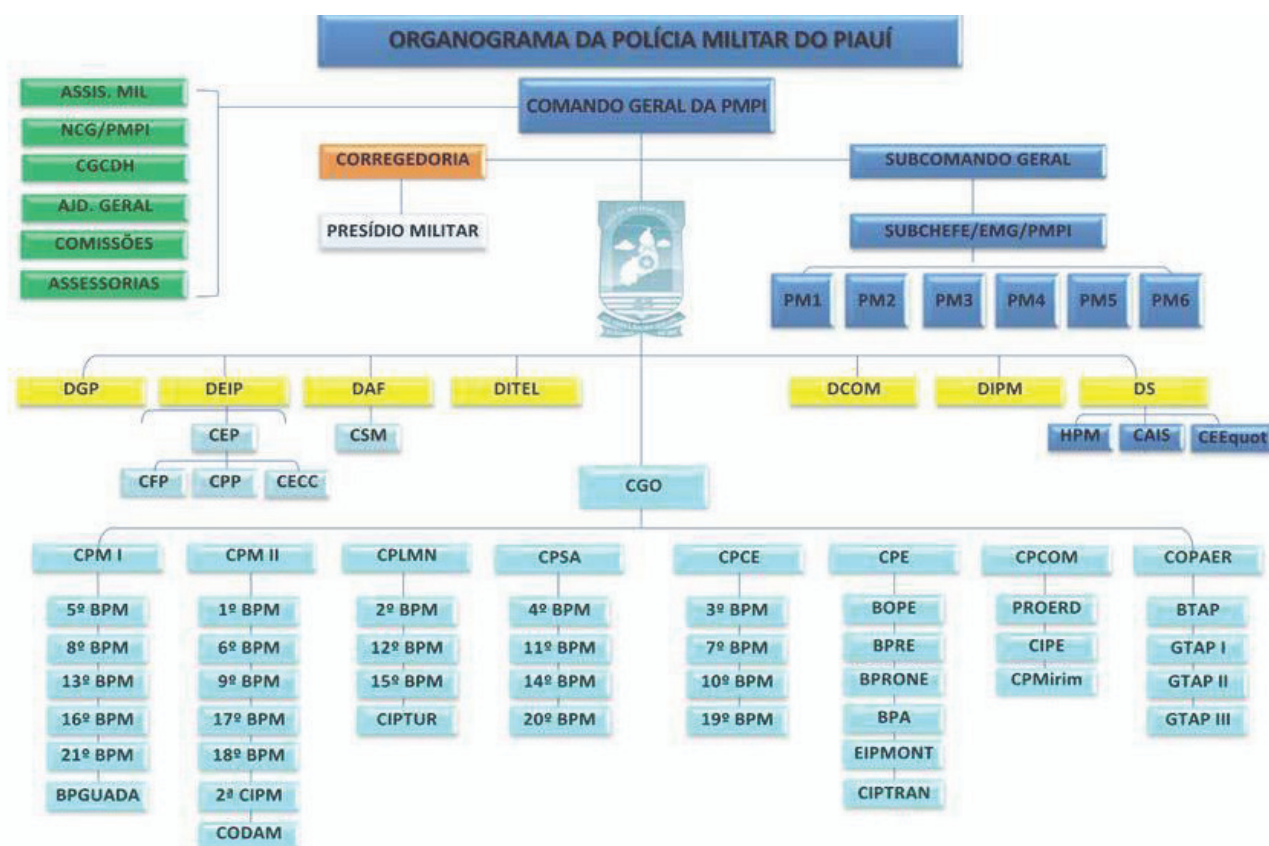 ORGANOGRAMA DA POLÍCIA MILITAR DO PIAUÍ
COMANDO GERAL DA PMPI
ASSIS. MIL
NCG/PMPI
CGCDH
AJD. GERAL
COMISSÕES
ASSESSORIAS
CORREGEDORIA
PRESÍDIO MILITAR
SUBCOMANDO GERAL
SUBCHEFE/EMG/PMPI
PM1 PM2 PM3 PM4 PM5 PM6
DGP DEIP DAF DITEL DCOM DIPM DS
CEP CSM HPM CAIS CEEquot
CFP CPP CECC
CGO
CPM I
5º BPM
8º BPM
13º BPM
16º BPM
21º BPM
BPGUADA
CPM II
1º BPM
6º BPM
9º BPM
17º BPM
18º BPM
2ª CIPM
CODAM
CPLMN
2º BPM
12º BPM
15º BPM
CIPTUR
CPSA
4º BPM
11º BPM
14º BPM
20º BPM
CPCE
3º BPM
7º BPM
10º BPM
19º BPM
CPE
BOPE
BPRE
BPRONE
BPA
EIPMONT
CIPTRAN
CPCOM
PROERD
CIPE
CPMirim
COPAER
BTAP
GTAP I
GTAP II
GTAP III